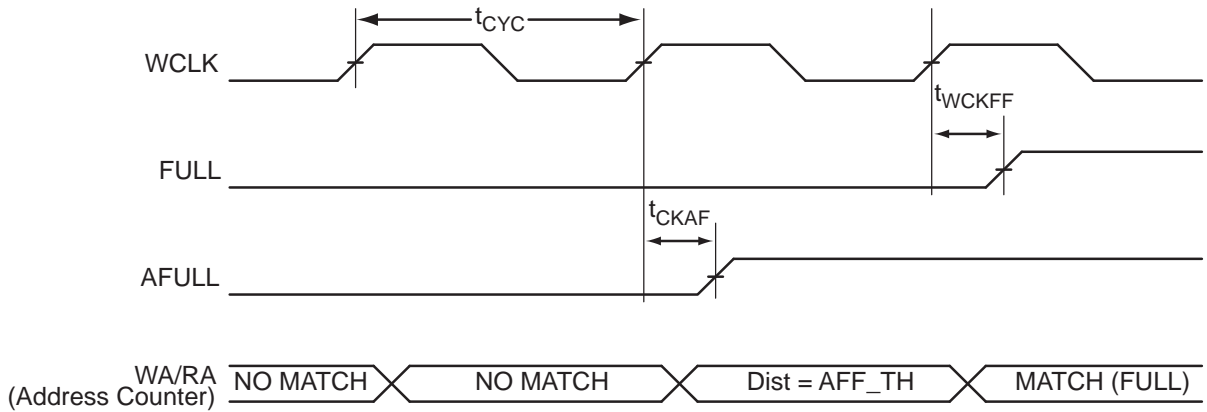 tCYC
WCLK
tWCKFF
FULL
tCKAF
AFULL
WA/RA
(Address Counter)
NO MATCH
NO MATCH
Dist = AFF_TH
MATCH (FULL)